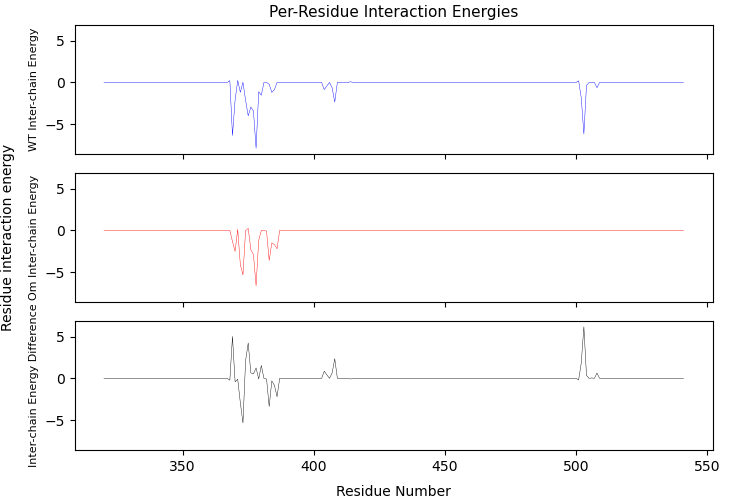 Per-Residue Interaction Energies
Residue interaction energy
WT Inter-chain Energy
5
0
−5
Om Inter-chain Energy
5
0
−5
Inter-chain Energy Difference
5
0
−5
350
400
450
500
550
Residue Number